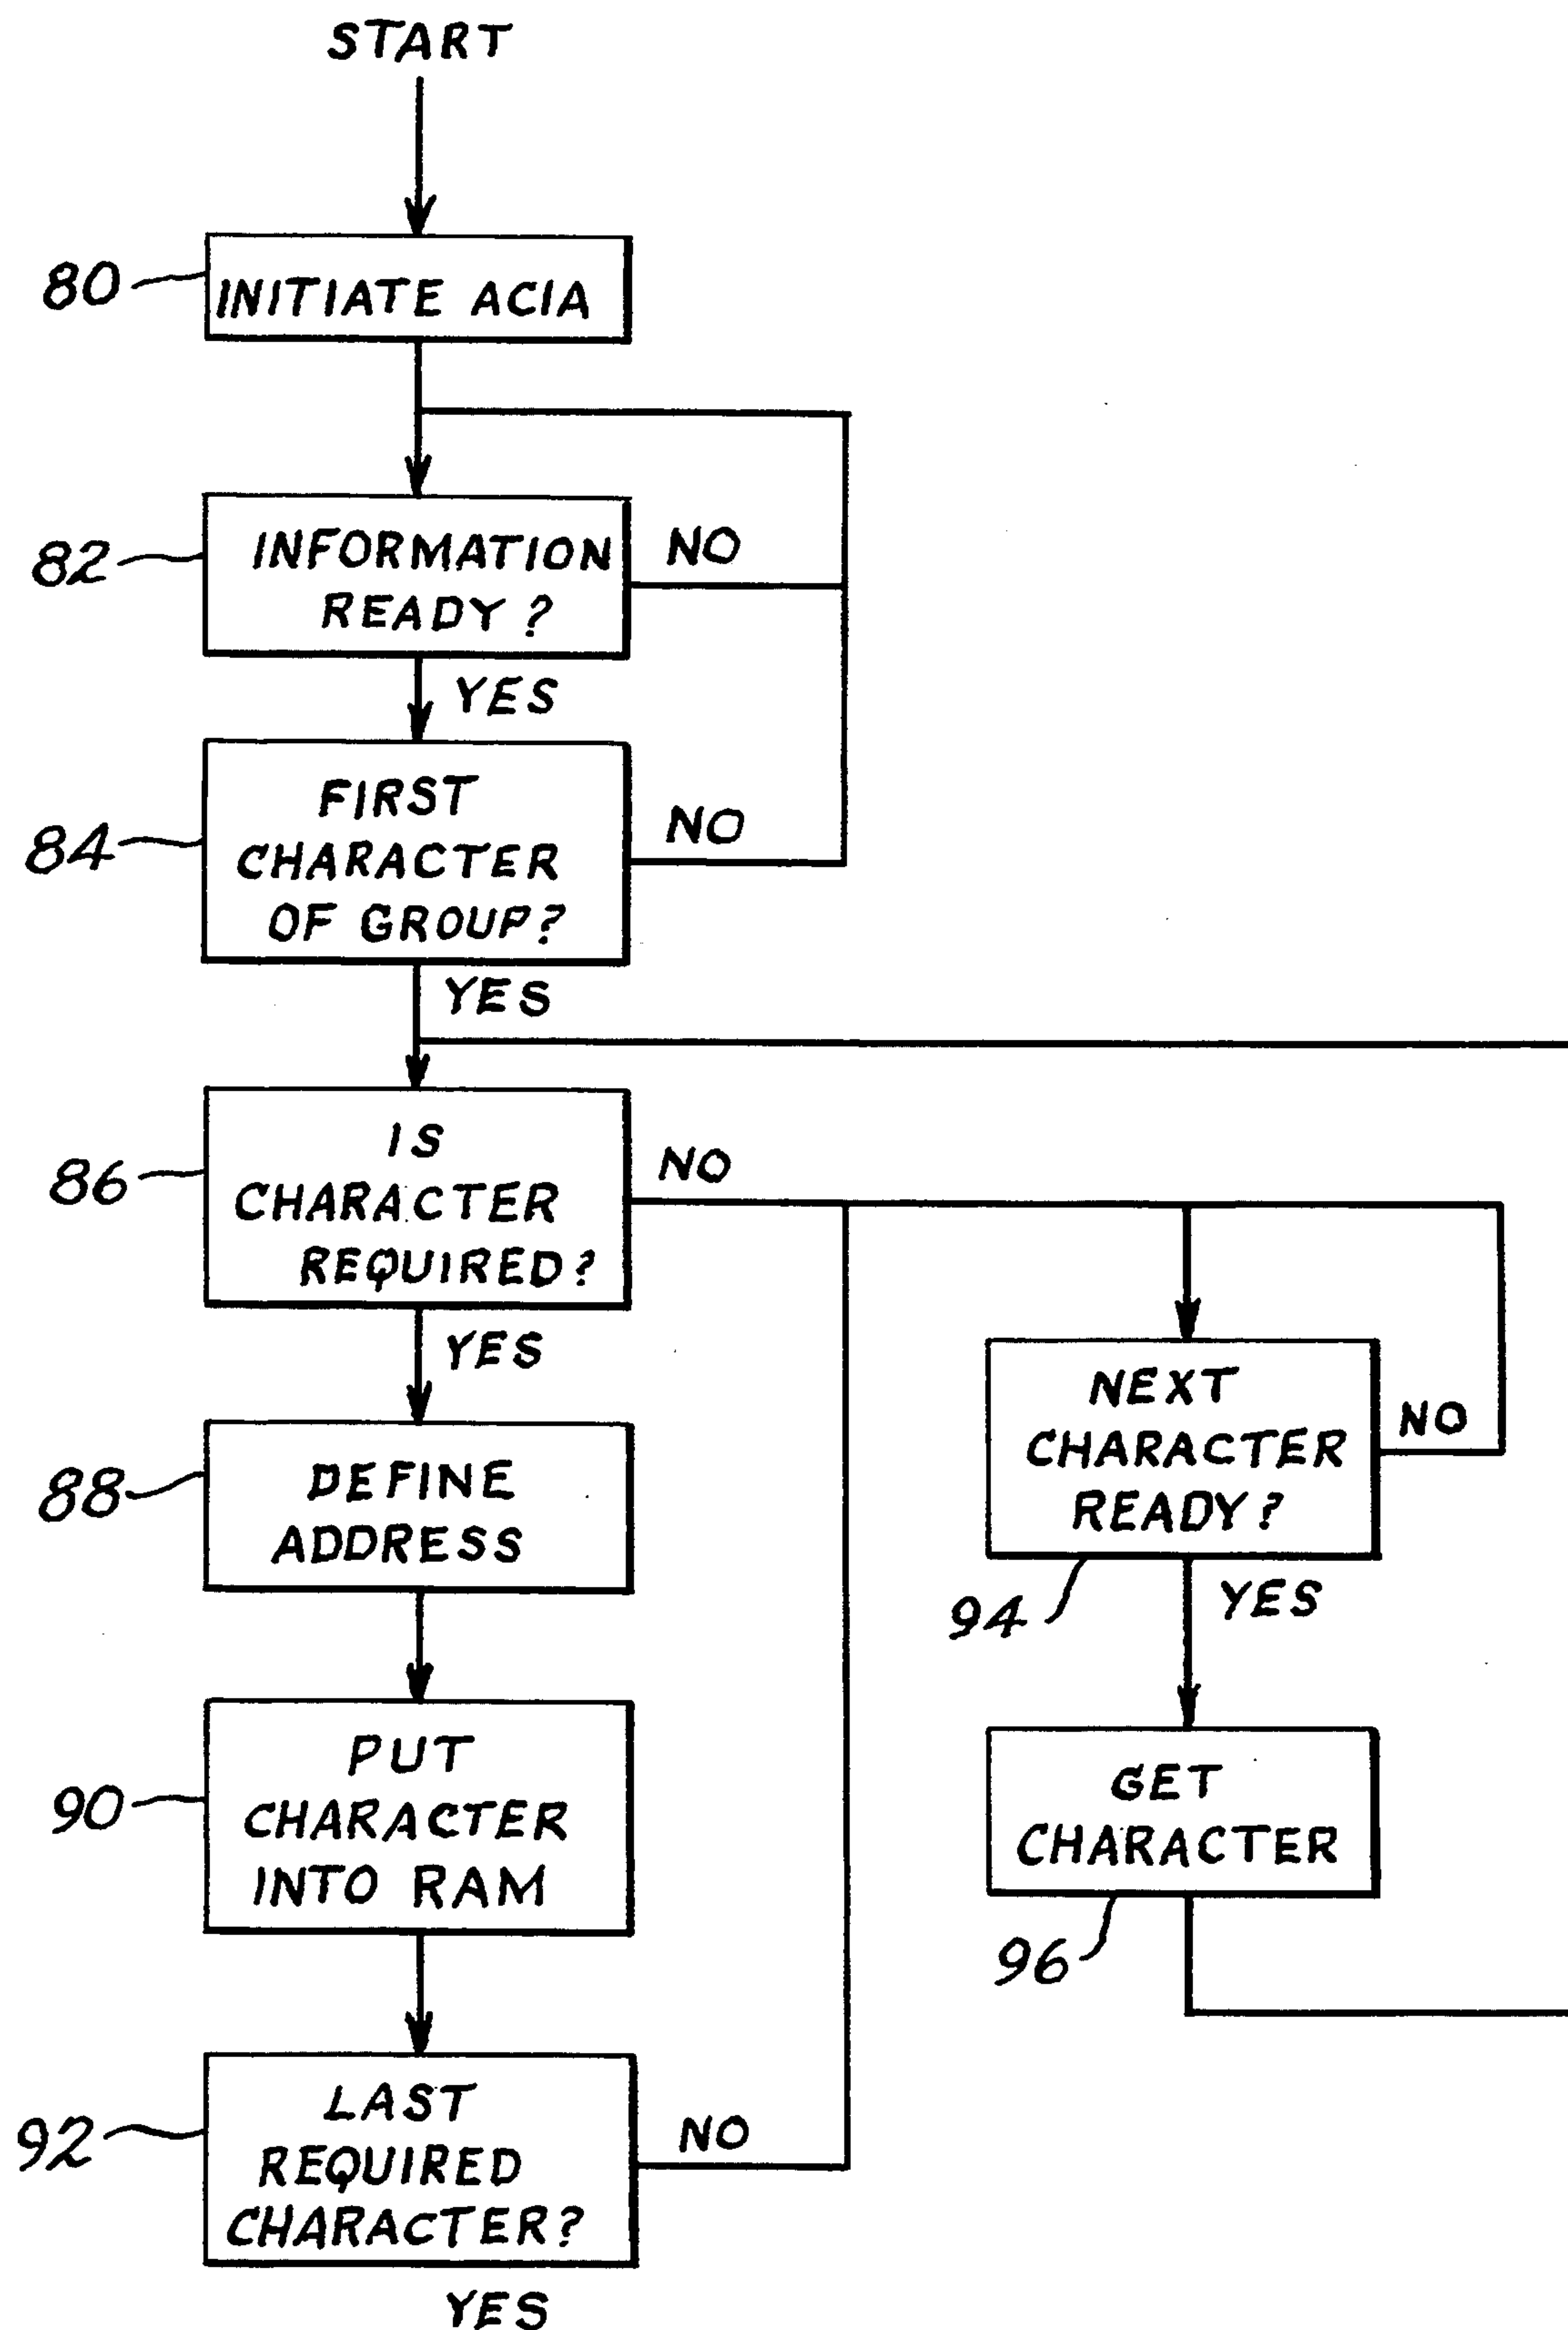 START
80
INITIATE ACIA
82
INFORMATION
READY?
NO
YES
84
FIRST
CHARACTER
OF GROUP?
NO
YES
86
IS
CHARACTER
REQUIRED?
NO
YES
88
DEFINE
ADDRESS
90
PUT
CHARACTER
INTO RAM
92
LAST
REQUIRED
CHARACTER?
NO
YES
NEXT
CHARACTER
READY?
NO
94
YES
GET
CHARACTER
96